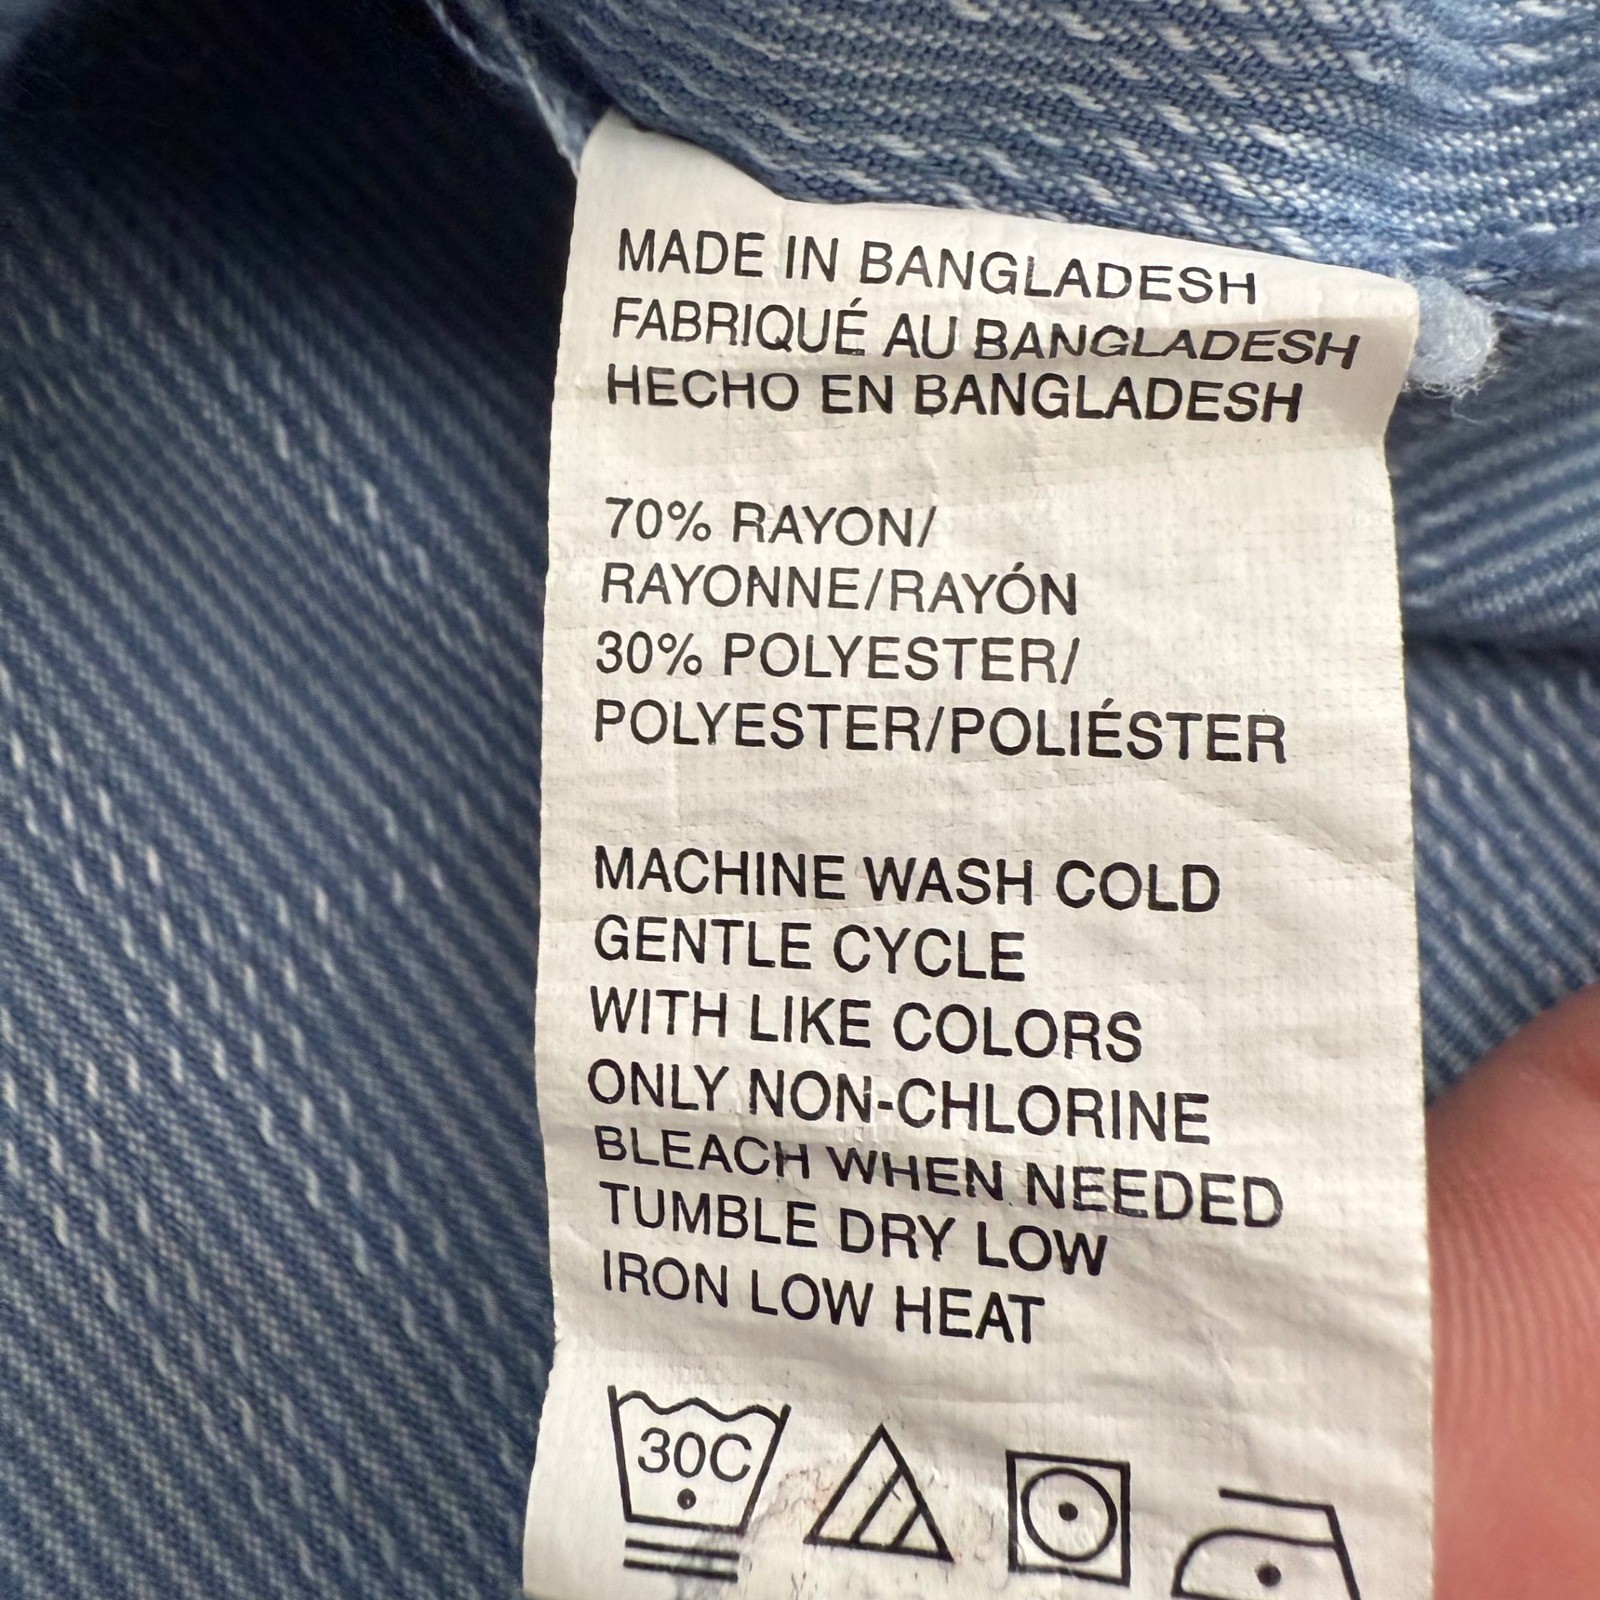 MADE IN BANGLADESH
FABRIQUÉ AU BANGLADESH
HECHO EN BANGLADESH
70% RAYON/
RAYONNE/RAYÓN
30% POLYESTER/
POLYESTER/POLIÉSTER
MACHINE WASH COLD
GENTLE CYCLE
WITH LIKE COLORS
ONLY NON-CHLORINE
BLEACH WHEN NEEDED
TUMBLE DRY LOW
IRON LOW HEAT
30C